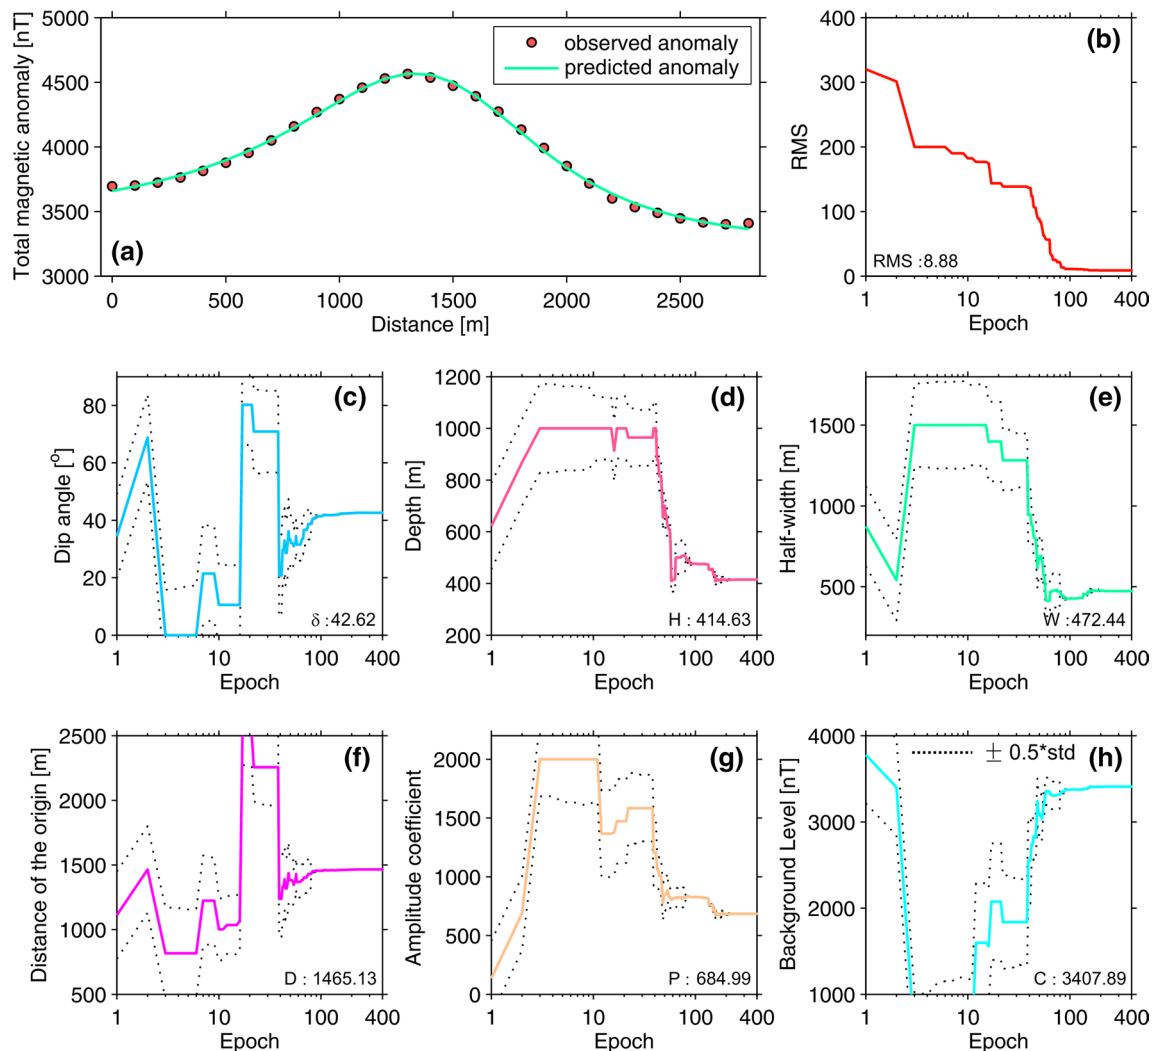 Total magnetic anomaly [nT]
5000
4500
4000
3500
3000
observed anomaly
predicted anomaly
(a)
0 500 1000 1500 2000 2500
Distance [m]
RMS
400
300
200
100
0
(b)
RMS :8.88
1 10 100 400
Epoch
Dip angle [o]
80
60
40
20
0
(c)
δ :42.62
1 10 100 400
Epoch
Depth [m]
1200
1000
800
600
400
200
(d)
H : 414.63
1 10 100 400
Epoch
Half-width [m]
1500
1000
500
(e)
W :472.44
1 10 100 400
Epoch
Distance of the origin [m]
2500
2000
1500
1000
500
(f)
D : 1465.13
1 10 100 400
Epoch
Amplitude coefficient
2000
1500
1000
500
0
(g)
P : 684.99
1 10 100 400
Epoch
Background Level [nT]
4000
3000
2000
1000
± 0.5*std
(h)
C : 3407.89
1 10 100 400
Epoch